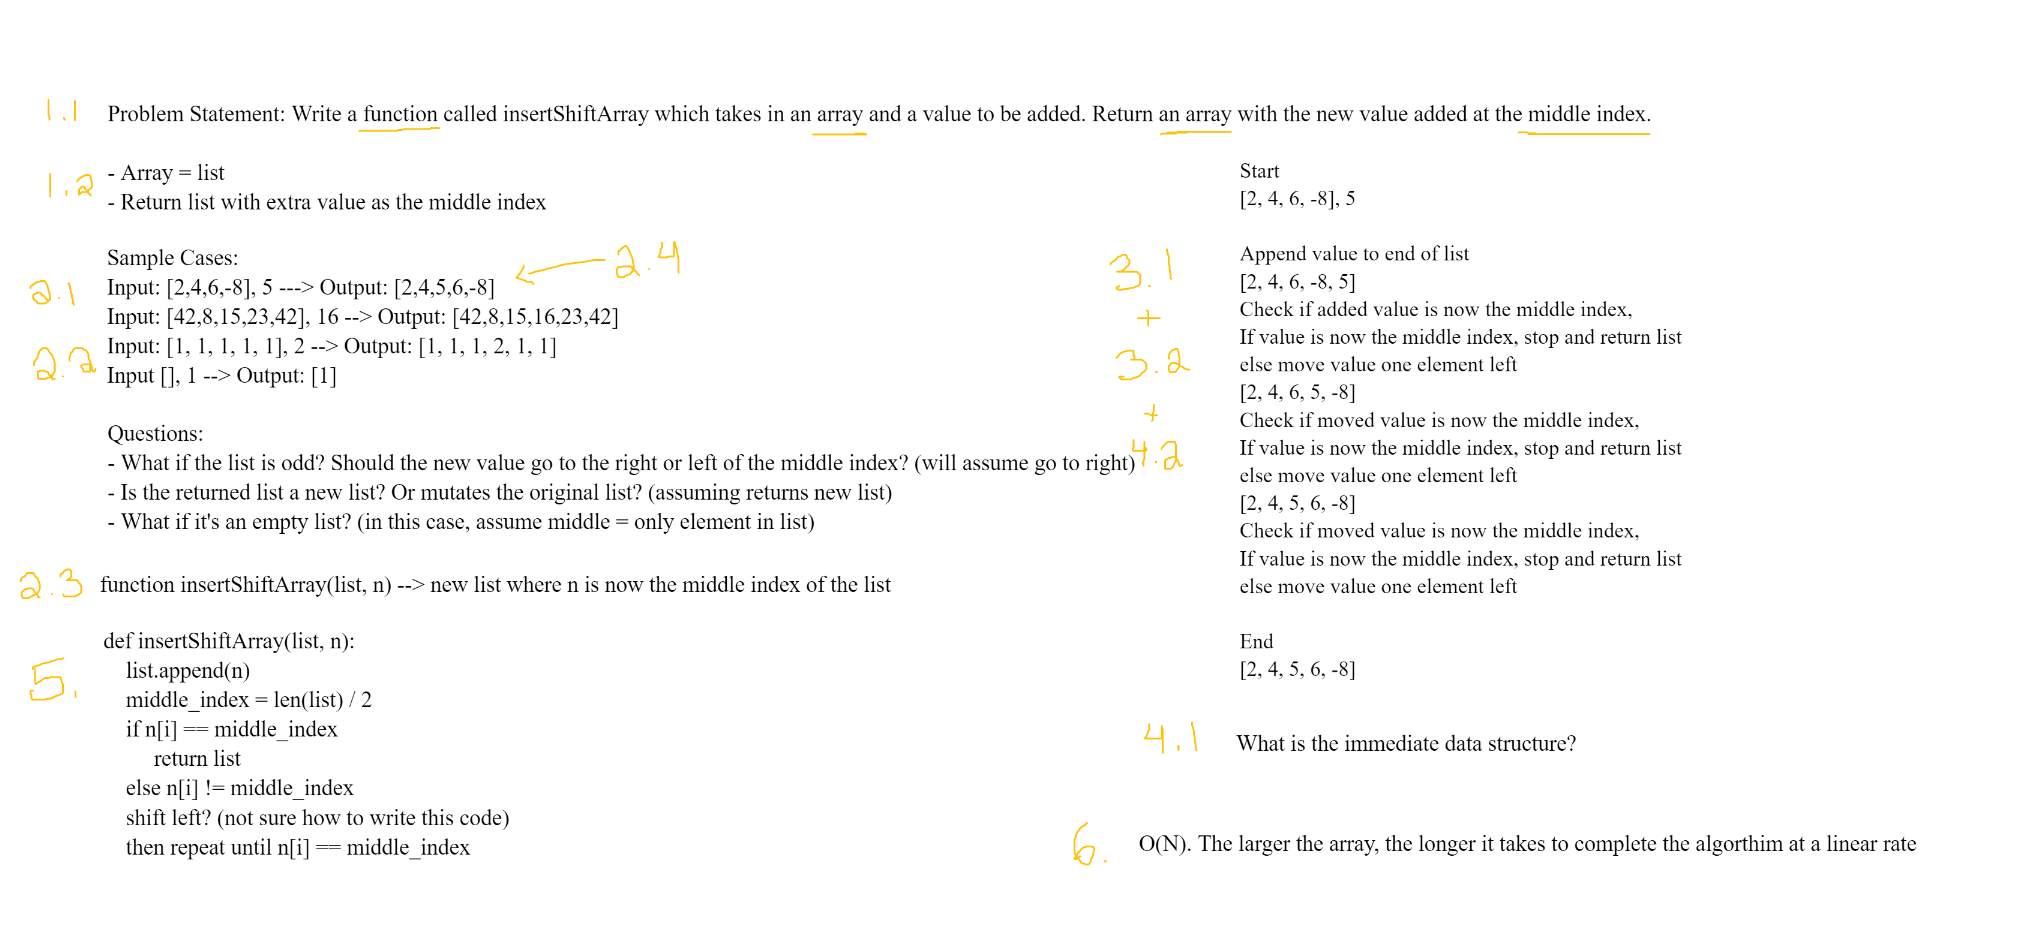 1.1 Problem Statement: Write a function called insertShiftArray which takes in an array and a value to be added. Return an array with the new value added at the middle index.
1.2
- Array = list
- Return list with extra value as the middle index
Sample Cases:
2.4
2.1 Input: [2,4,6,-8], 5 ---> Output: [2,4,5,6,-8]
Input: [42,8,15,23,42], 16 --> Output: [42,8,15,16,23,42]
2.2 Input: [1, 1, 1, 1, 1], 2 --> Output: [1, 1, 1, 2, 1, 1]
Input [], 1 --> Output: [1]
Questions:
- What if the list is odd? Should the new value go to the right or left of the middle index? (will assume go to right)
- Is the returned list a new list? Or mutates the original list? (assuming returns new list)
- What if it's an empty list? (in this case, assume middle = only element in list)
2.3 function insertShiftArray(list, n) --> new list where n is now the middle index of the list
5.
def insertShiftArray(list, n):
list.append(n)
middle_index = len(list) / 2
if n[i] == middle_index
return list
else n[i] != middle_index
shift left? (not sure how to write this code)
then repeat until n[i] == middle_index
Start
[2, 4, 6, -8], 5
3.1
+
3.2
+
4.2
Append value to end of list
[2, 4, 6, -8, 5]
Check if added value is now the middle index,
If value is now the middle index, stop and return list
else move value one element left
[2, 4, 6, 5, -8]
Check if moved value is now the middle index,
If value is now the middle index, stop and return list
else move value one element left
[2, 4, 5, 6, -8]
Check if moved value is now the middle index,
If value is now the middle index, stop and return list
else move value one element left
End
[2, 4, 5, 6, -8]
4.1 What is the immediate data structure?
6. O(N). The larger the array, the longer it takes to complete the algorthim at a linear rate